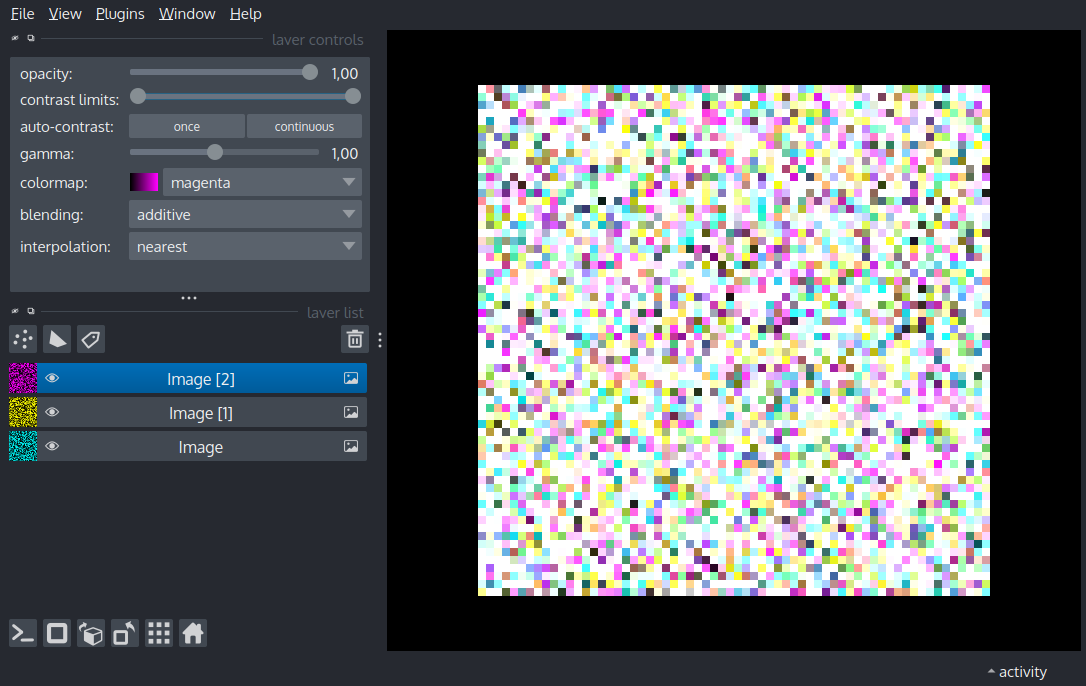 File View Plugins Window Help
layer controls
opacity: 1,00
contrast limits:
auto-contrast: once continuous
gamma: 1,00
colormap: magenta
blending: additive
interpolation: nearest
layer list
Image [2]
Image [1]
Image
activity